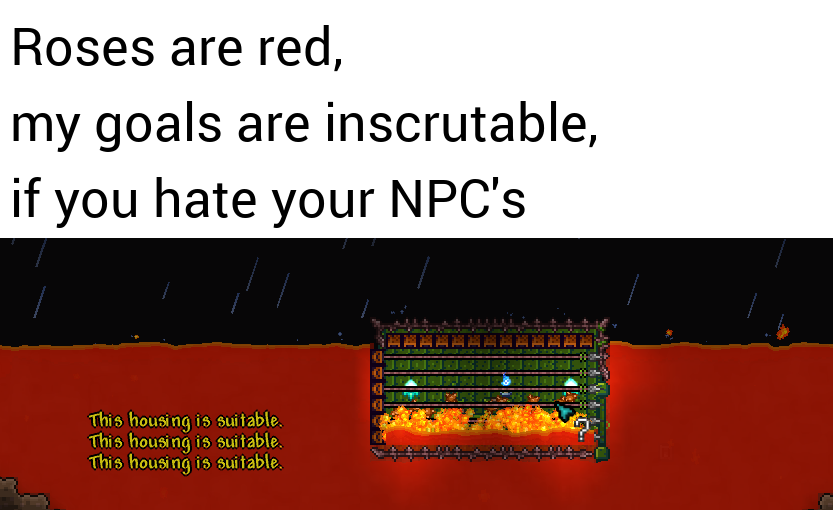 Roses are red,
my goals are inscrutable,
if you hate your NPC's
This housing is suitable.
This housing is suitable.
This housing is suitable.
?